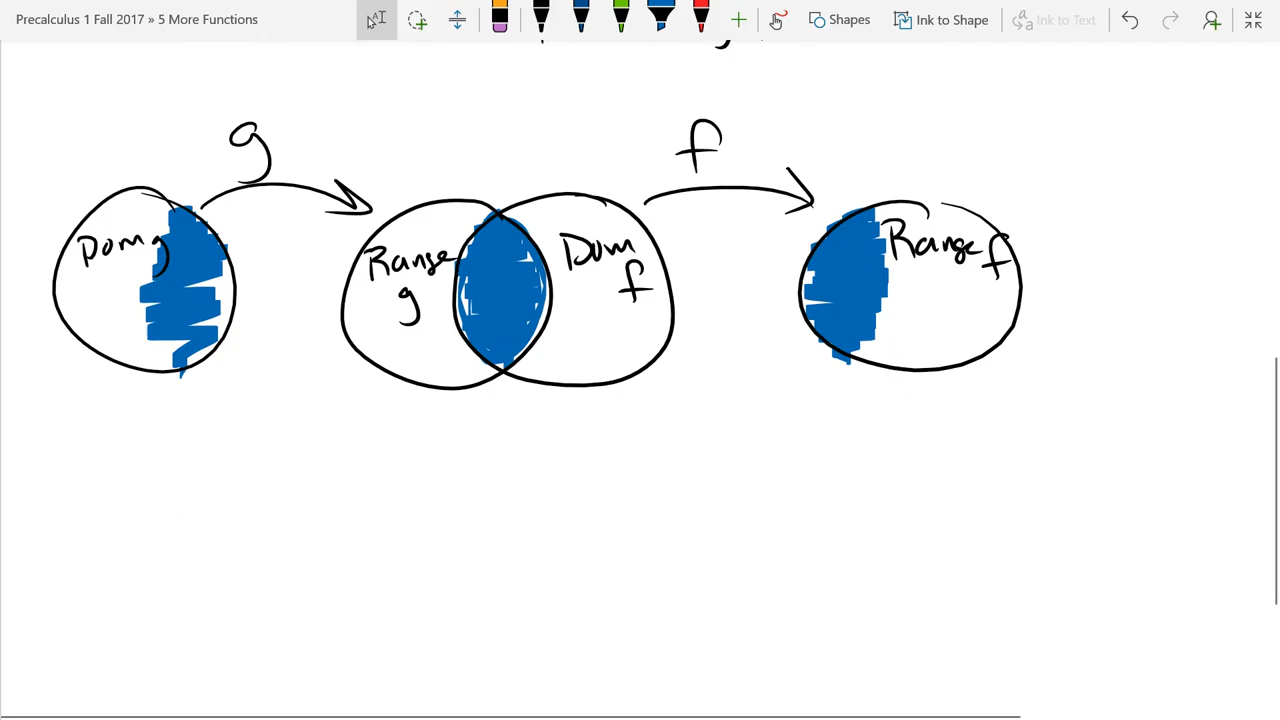 Precalculus 1 Fall 2017 » 5 More Functions
Shapes
Ink to Shape
Ink to Text
g
f
Dom g
Range
g
Dom
f
Range f